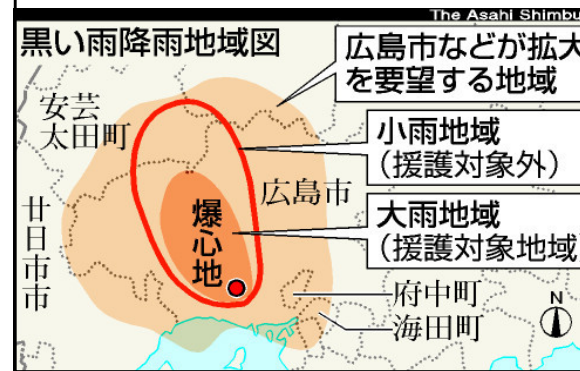 The Asahi Shimbu
黒い雨降雨地域図
広島市などが拡大
を要望する地域
安芸
太田町
小雨地域
（援護対象外）
広島市
大雨地域
（援護対象地域）
爆心地
廿日市市
府中町
海田町
N